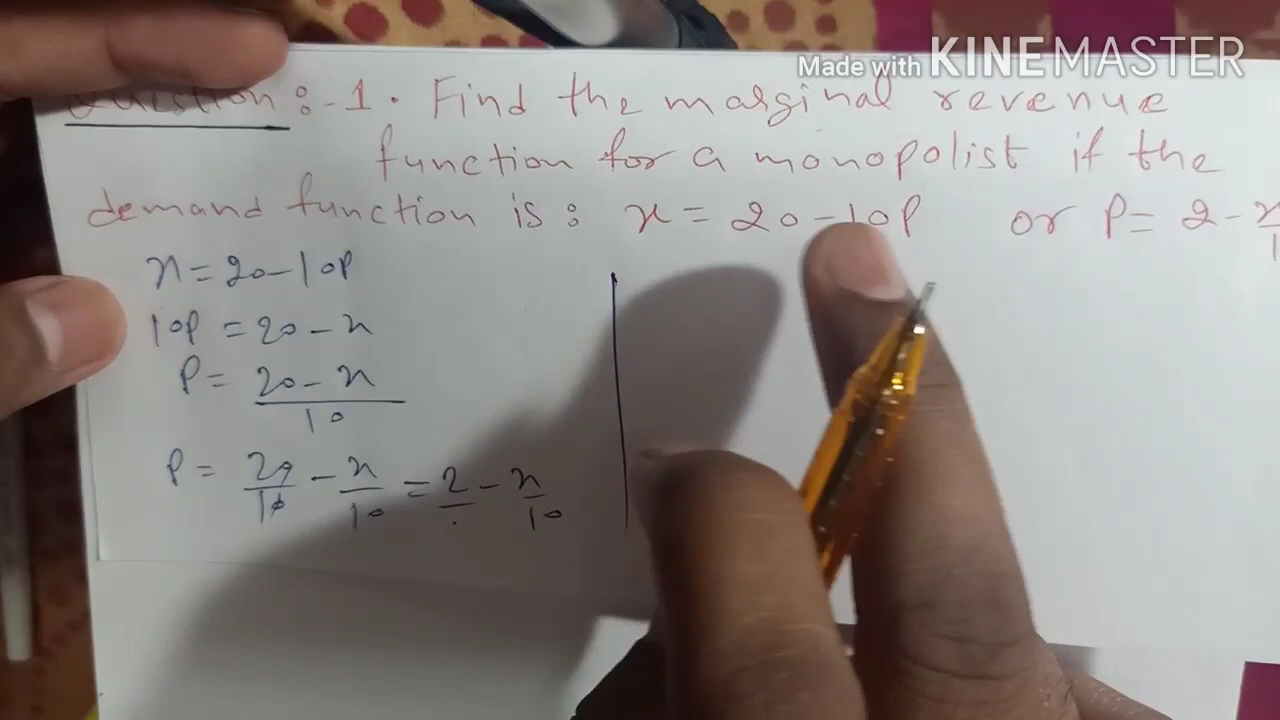 Made with KINEMASTER
Question :- 1. Find the marginal revenue
function for a monopolist if the
demand function is: x = 20 - 10P or P = 2 - x/1
x = 20 - 10P
10P = 20 - x
P = 20 - x / 10
P = 20/10 - x/10 = 2 - x/10